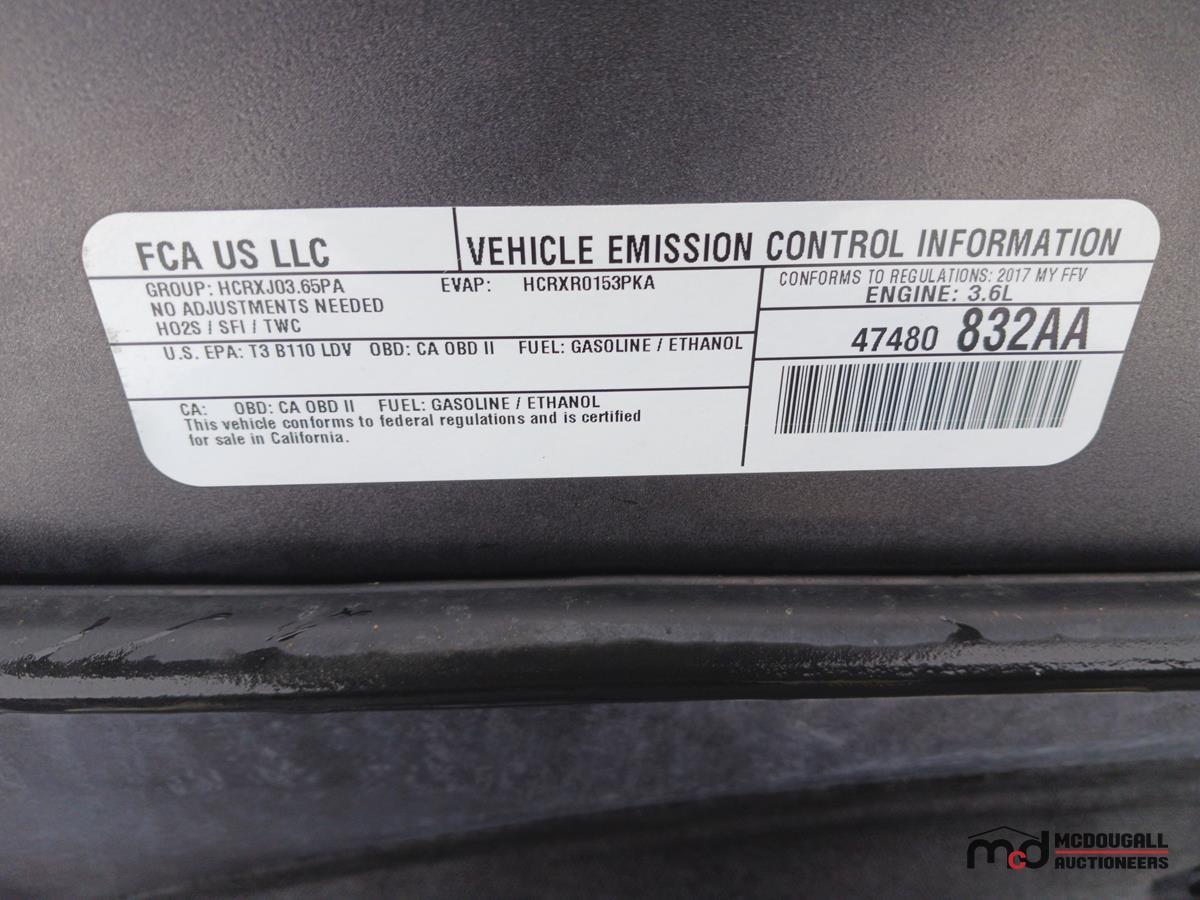 FCA US LLC
VEHICLE EMISSION CONTROL INFORMATION
GROUP: HCRXJ03.65PA EVAP: HCRXR0153PKA
NO ADJUSTMENTS NEEDED
HO2S / SFI / TWC
CONFORMS TO REGULATIONS: 2017 MY FFV
ENGINE: 3.6L
47480 832AA
U.S. EPA: T3 B110 LDV OBD: CA OBD II FUEL: GASOLINE / ETHANOL
CA: OBD: CA OBD II FUEL: GASOLINE / ETHANOL
This vehicle conforms to federal regulations and is certified
for sale in California.
mcd MCDOUGALL
AUCTIONEERS